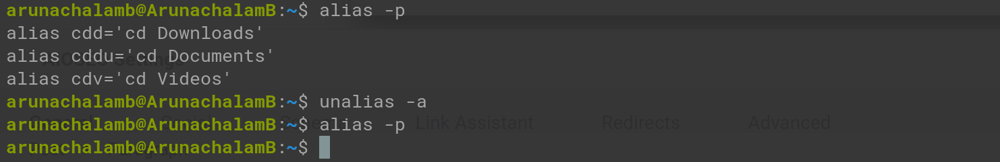 arunachalamb@ArunachalamB:~$ alias -p
alias cdd='cd Downloads'
alias cddu='cd Documents'
alias cdv='cd Videos'
arunachalamb@ArunachalamB:~$ unalias -a
arunachalamb@ArunachalamB:~$ alias -p
Link Assistant Redirects Advanced
arunachalamb@ArunachalamB:~$